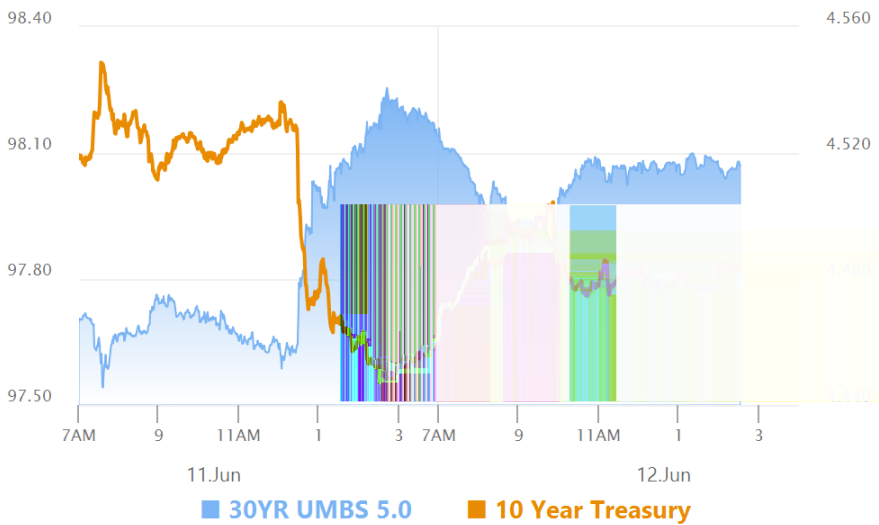 98.40 4.560
98.10 4.520
97.80
97.50
7AM 9 11AM 1 3 7AM 9 11AM 1 3
11.Jun 12.Jun
30YR UMBS 5.0 10 Year Treasury